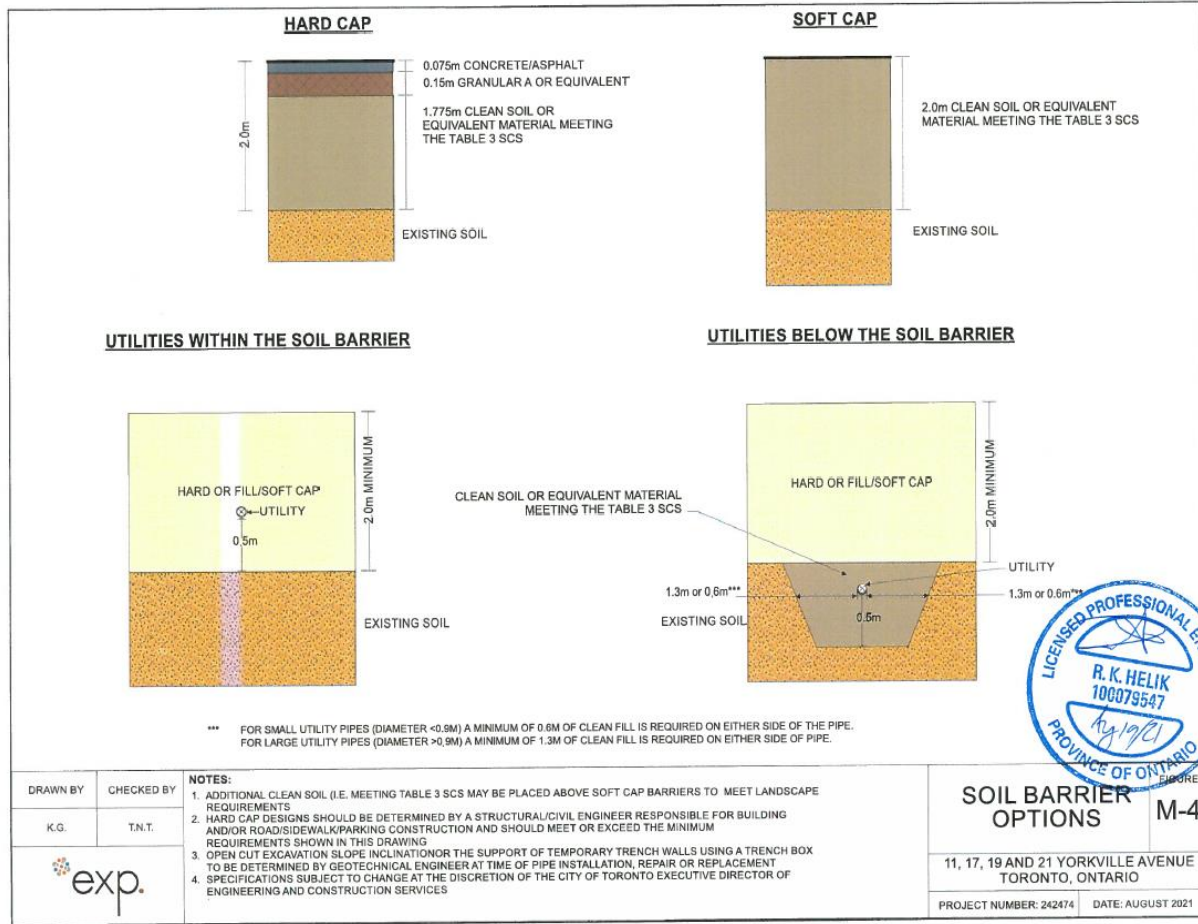 HARD CAP
0.075m CONCRETE/ASPHALT
0.15m GRANULAR A OR EQUIVALENT
1.775m CLEAN SOIL OR
EQUIVALENT MATERIAL MEETING
THE TABLE 3 SCS
2.0m
EXISTING SOIL
SOFT CAP
2.0m CLEAN SOIL OR EQUIVALENT
MATERIAL MEETING THE TABLE 3 SCS
EXISTING SOIL
UTILITIES WITHIN THE SOIL BARRIER
HARD OR FILL/SOFT CAP
UTILITY
0.5m
2.0m MINIMUM
EXISTING SOIL
UTILITIES BELOW THE SOIL BARRIER
HARD OR FILL/SOFT CAP
2.0m MINIMUM
CLEAN SOIL OR EQUIVALENT MATERIAL
MEETING THE TABLE 3 SCS
UTILITY
1.3m or 0.6m***
1.3m or 0.6m***
EXISTING SOIL
0.5m
LICENSED PROFESSIONAL
R. K. HELIK
100079547
PROVINCE OF ONTARIO
*** FOR SMALL UTILITY PIPES (DIAMETER <0.9M) A MINIMUM OF 0.6M OF CLEAN FILL IS REQUIRED ON EITHER SIDE OF THE PIPE.
FOR LARGE UTILITY PIPES (DIAMETER >0.9M) A MINIMUM OF 1.3M OF CLEAN FILL IS REQUIRED ON EITHER SIDE OF PIPE.
DRAWN BY
CHECKED BY
K.G.
T.N.T.
exp.
NOTES:
1. ADDITIONAL CLEAN SOIL (I.E. MEETING TABLE 3 SCS MAY BE PLACED ABOVE SOFT CAP BARRIERS TO MEET LANDSCAPE
REQUIREMENTS
2. HARD CAP DESIGNS SHOULD BE DETERMINED BY A STRUCTURAL/CIVIL ENGINEER RESPONSIBLE FOR BUILDING
AND/OR ROAD/SIDEWALK/PARKING CONSTRUCTION AND SHOULD MEET OR EXCEED THE MINIMUM
REQUIREMENTS SHOWN IN THIS DRAWING
3. OPEN CUT EXCAVATION SLOPE INCLINATIONOR THE SUPPORT OF TEMPORARY TRENCH WALLS USING A TRENCH BOX
TO BE DETERMINED BY GEOTECHNICAL ENGINEER AT TIME OF PIPE INSTALLATION, REPAIR OR REPLACEMENT
4. SPECIFICATIONS SUBJECT TO CHANGE AT THE DISCRETION OF THE CITY OF TORONTO EXECUTIVE DIRECTOR OF
ENGINEERING AND CONSTRUCTION SERVICES
SOIL BARRIER
OPTIONS
FIGURE
M-4
11, 17, 19 AND 21 YORKVILLE AVENUE
TORONTO, ONTARIO
PROJECT NUMBER: 242474
DATE: AUGUST 2021